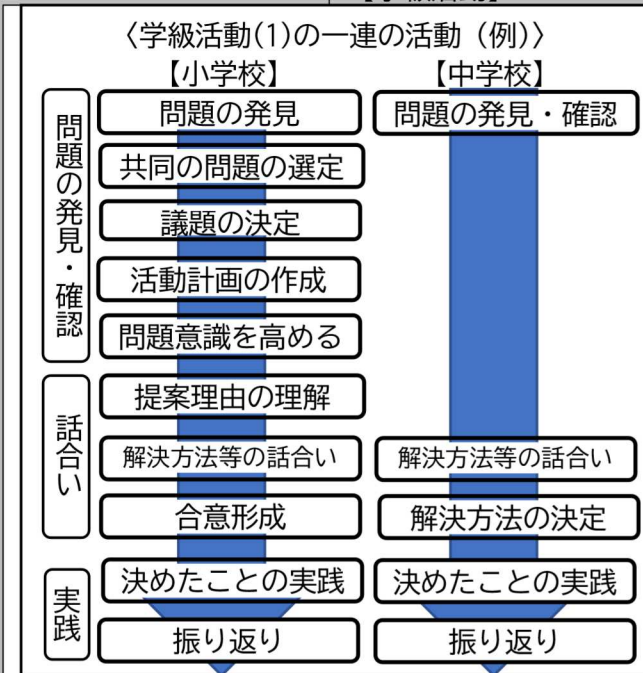 〈学級活動(1)の一連の活動（例）〉
【小学校】
【中学校】
問題の発見・確認
問題の発見
共同の問題の選定
議題の決定
活動計画の作成
問題意識を高める
問題の発見・確認
話合い
提案理由の理解
解決方法等の話合い
合意形成
解決方法等の話合い
解決方法の決定
実践
決めたことの実践
振り返り
決めたことの実践
振り返り